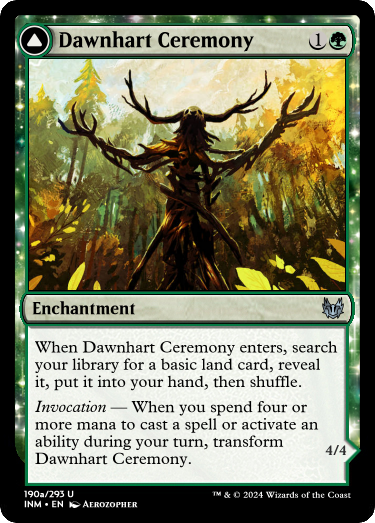 Dawnhart Ceremony 1
Enchantment
When Dawnhart Ceremony enters, search
your library for a basic land card, reveal
it, put it into your hand, then shuffle.
Invocation — When you spend four or
more mana to cast a spell or activate an
ability during your turn, transform
Dawnhart Ceremony.
4/4
190a/293 U
INM • EN Aerozopher
™ & © 2024 Wizards of the Coast